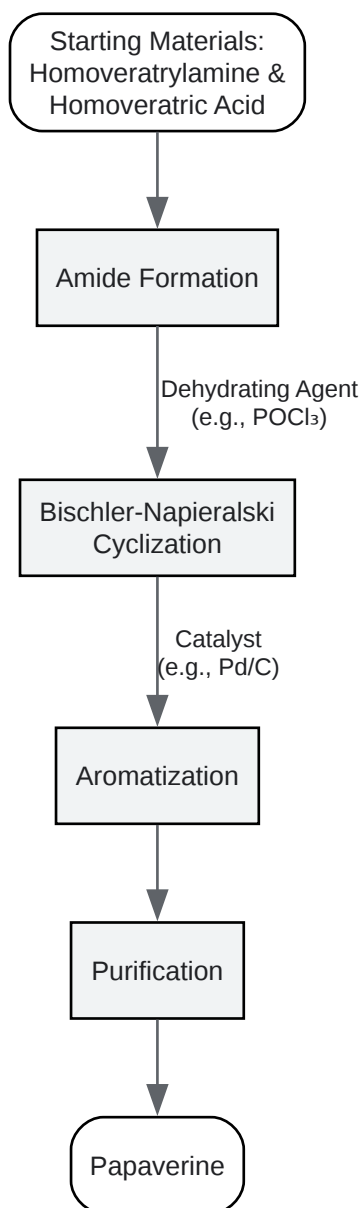 Starting Materials:
Homoveratrylamine &
Homoveratric Acid
Amide Formation
Dehydrating Agent
(e.g., POCl₃)
Bischler-Napieralski
Cyclization
Catalyst
(e.g., Pd/C)
Aromatization
Purification
Papaverine